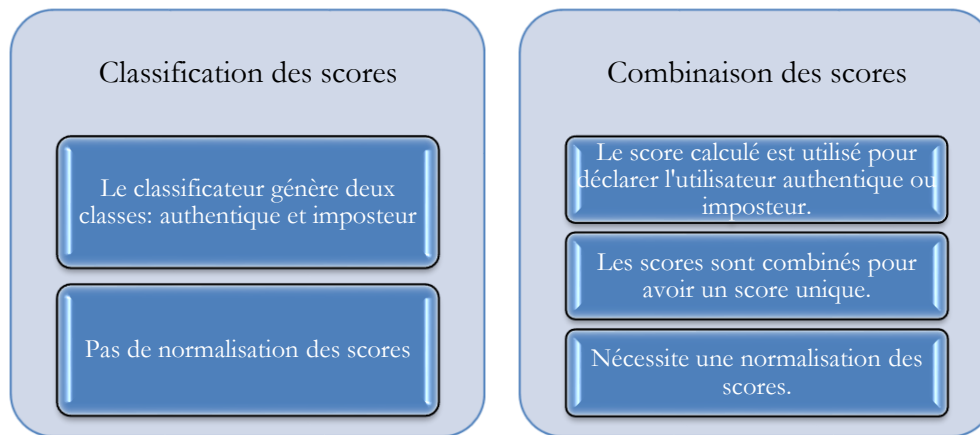 Classification des scores
Le classificateur génère deux
classes: authentique et imposteur
Pas de normalisation des scores
Combinaison des scores
Le score calculé est utilisé pour
déclarer l'utilisateur authentique ou
imposteur.
Les scores sont combinés pour
avoir un score unique.
Nécessite une normalisation des
scores.